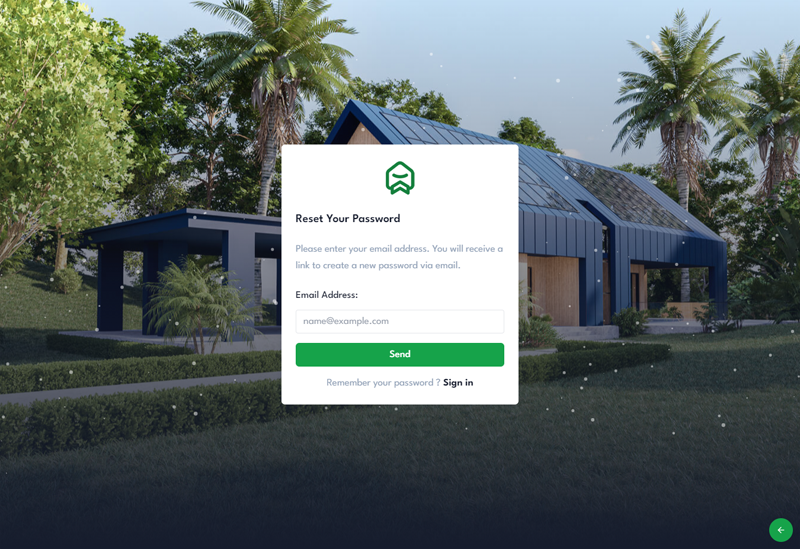 Reset Your Password
Please enter your email address. You will receive a
link to create a new password via email.
Email Address:
name@example.com
Send
Remember your password ? Sign in